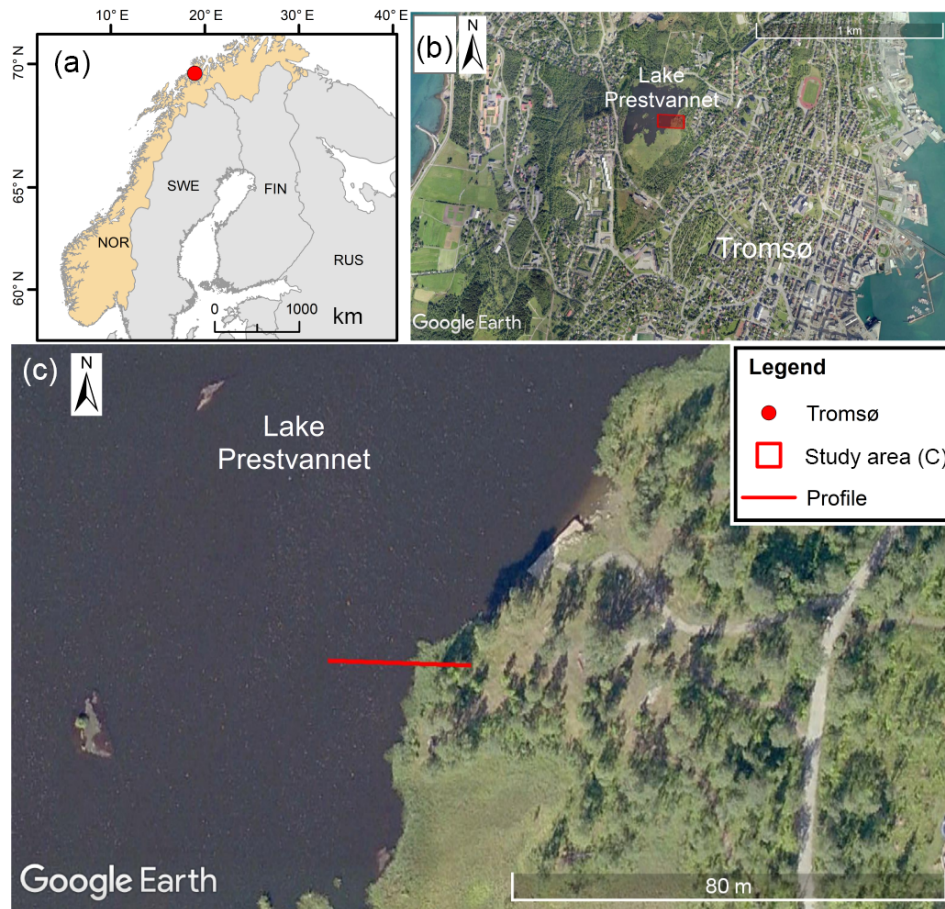 10° E
20° E
30° E
40° E
(a)
70° N
65° N
60° N
SWE
FIN
NOR
RUS
0
1000
km
(b)
N
1 km
Lake
Prestvannet
Tromsø
Google Earth
(c)
N
Lake
Prestvannet
Legend
Tromsø
Study area (C)
Profile
Google Earth
80 m